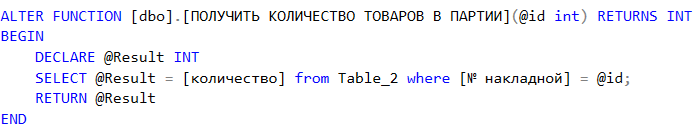 ALTER FUNCTION [dbo].[ПОЛУЧИТЬ КОЛИЧЕСТВО ТОВАРОВ В ПАРТИИ](@id int) RETURNS INT
BEGIN
DECLARE @Result INT
SELECT @Result = [количество] from Table_2 where [№ накладной] = @id;
RETURN @Result
END